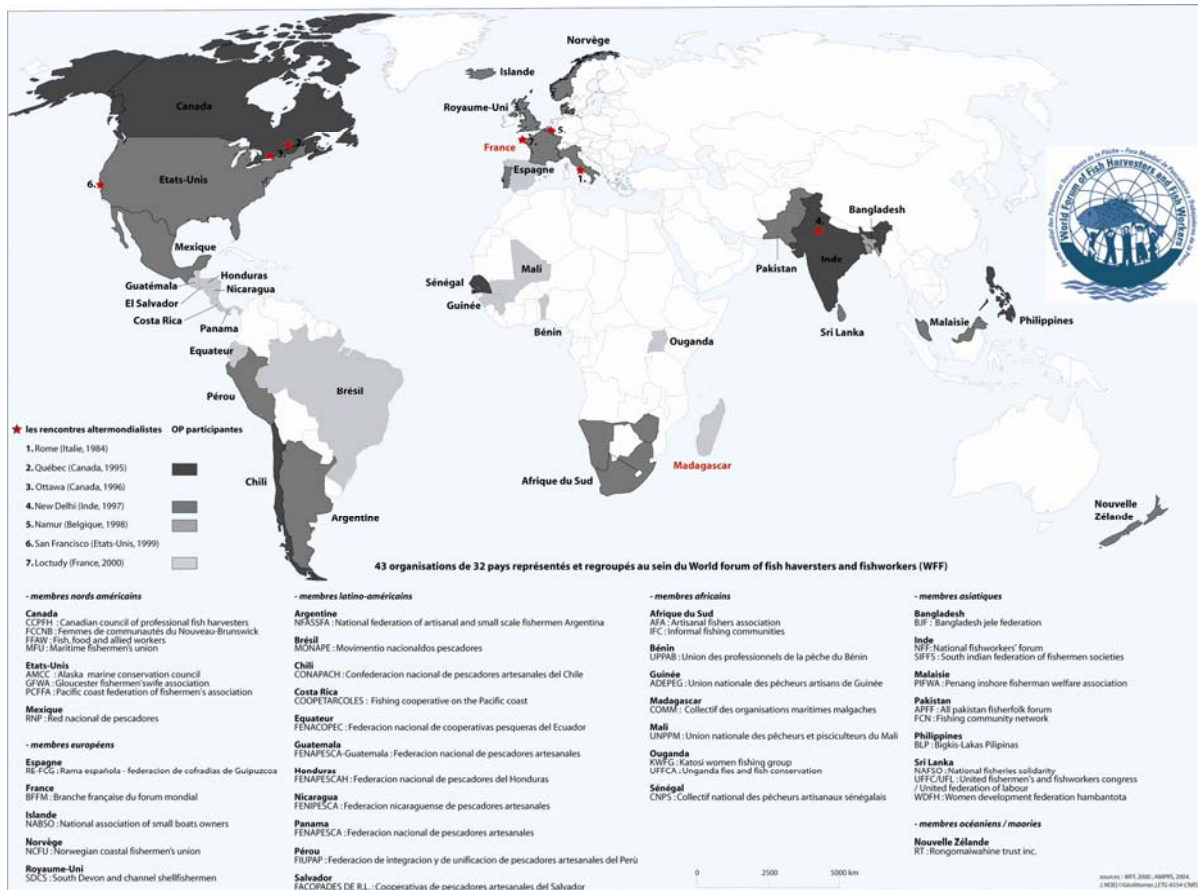 Norvège
Islande
Royaume-Uni
Canada
2.
3.
5.
7.
France
Espagne
1.
6.
Etats-Unis
4.
Bangladesh
Mexique
Honduras
Guatémala
Nicaragua
El Salvador
Costa Rica
Panama
Equateur
Sénégal
Mali
Guinée
Bénin
Ouganda
Pakistan
Inde
Sri Lanka
Malaisie
Philippines
Pérou
Brésil
Chili
Argentine
Afrique du Sud
Madagascar
Nouvelle
Zélande
World Forum of Fish Harvesters and Fish Workers
les rencontres altermondialistes OP participantes
1. Rome (Italie, 1984)
2. Québec (Canada, 1995)
3. Ottawa (Canada, 1996)
4. New Delhi (Inde, 1997)
5. Namur (Belgique, 1998)
6. San Francisco (Etats-Unis, 1999)
7. Loctudy (France, 2000)
43 organisations de 32 pays représentés et regroupés au sein du World forum of fish haversters and fishworkers (WFF)
- membres nords américains
Canada
CCPFH : Canadian council of professional fish harvesters
FCCNB : Femmes de communautés du Nouveau-Brunswick
FFAW : Fish, food and allied workers
MFU : Maritime fishermen's union
Etats-Unis
AMCC : Alaska marine conservation council
GFWA : Gloucester fishermen'swife association
PCFFA : Pacific coast federation of fishermen's association
Mexique
RNP : Red nacional de pescadores
- membres européens
Espagne
RE-FCG : Rama española - federacion de cofradias de Guipuzcoa
France
BFFM : Branche française du forum mondial
Islande
NABSO : National association of small boats owners
Norvège
NCFU : Norwegian coastal fishermen's union
Royaume-Uni
SDCS : South Devon and channel shellfishermen
- membres latino-américains
Argentine
NFASSFA : National federation of artisanal and small scale fishermen Argentina
Brésil
MONAPE : Movimentio nacionaldos pescadores
Chili
CONAPACH : Confederacion nacional de pescadores artesanales del Chile
Costa Rica
COOPETARCOLES : Fishing cooperative on the Pacific coast
Equateur
FENACOPEC : Federacion nacional de cooperativas pesqueras del Ecuador
Guatemala
FENAPESCA-Guatemala : Federacion nacional de pescadores artesanales
Honduras
FENAPESCAH : Federacion nacional de pescadores del Honduras
Nicaragua
FENIPESCA : Federacion nicaraguense de pescadores artesanales
Panama
FENAPESCA : Federacion nacional de pescadores artesanales
Pérou
FIUPAP : Federacion de integracion y de unificacion de pescadores artesanales del Perù
Salvador
FACOPADES DE R.L. : Cooperativas de pescadores artesanales del Salvador
- membres africains
Afrique du Sud
AFA : Artisanal fishers association
IFC : Informal fishing communities
Bénin
UPPAB : Union des professionnels de la pêche du Bénin
Guinée
ADEPEG : Union nationale des pêcheurs artisans de Guinée
Madagascar
COMM : Collectif des organisations maritimes malgaches
Mali
UNPPM : Union nationale des pêcheurs et pisciculteurs du Mali
Ouganda
KWFG : Katosi women fishing group
UFFCA : Unganda fies and fish conservation
Sénégal
CNPS : Collectif national des pêcheurs artisanaux sénégalais
- membres asiatiques
Bangladesh
BJF : Bangladesh jele federation
Inde
NFF : National fishworkers' forum
SIFFS : South indian federation of fishermen societies
Malaisie
PIFWA : Penang inshore fisherman welfare association
Pakistan
APFF : All pakistan fisherfolk forum
FCN : Fishing community network
Philippines
BLP : Bigkis-Lakas Pilipinas
Sri Lanka
NAFSO : National fisheries solidarity
UFFC/UFL : United fishermen's and fishworkers congress
/ United federation of labour
WDFH : Women development federation hambantota
- membres océaniens / maories
Nouvelle Zélande
RT : Rongomaiwahine trust inc.
0 2500 5000 km
sources : WFF, 2000 ; AMPRS, 2004.